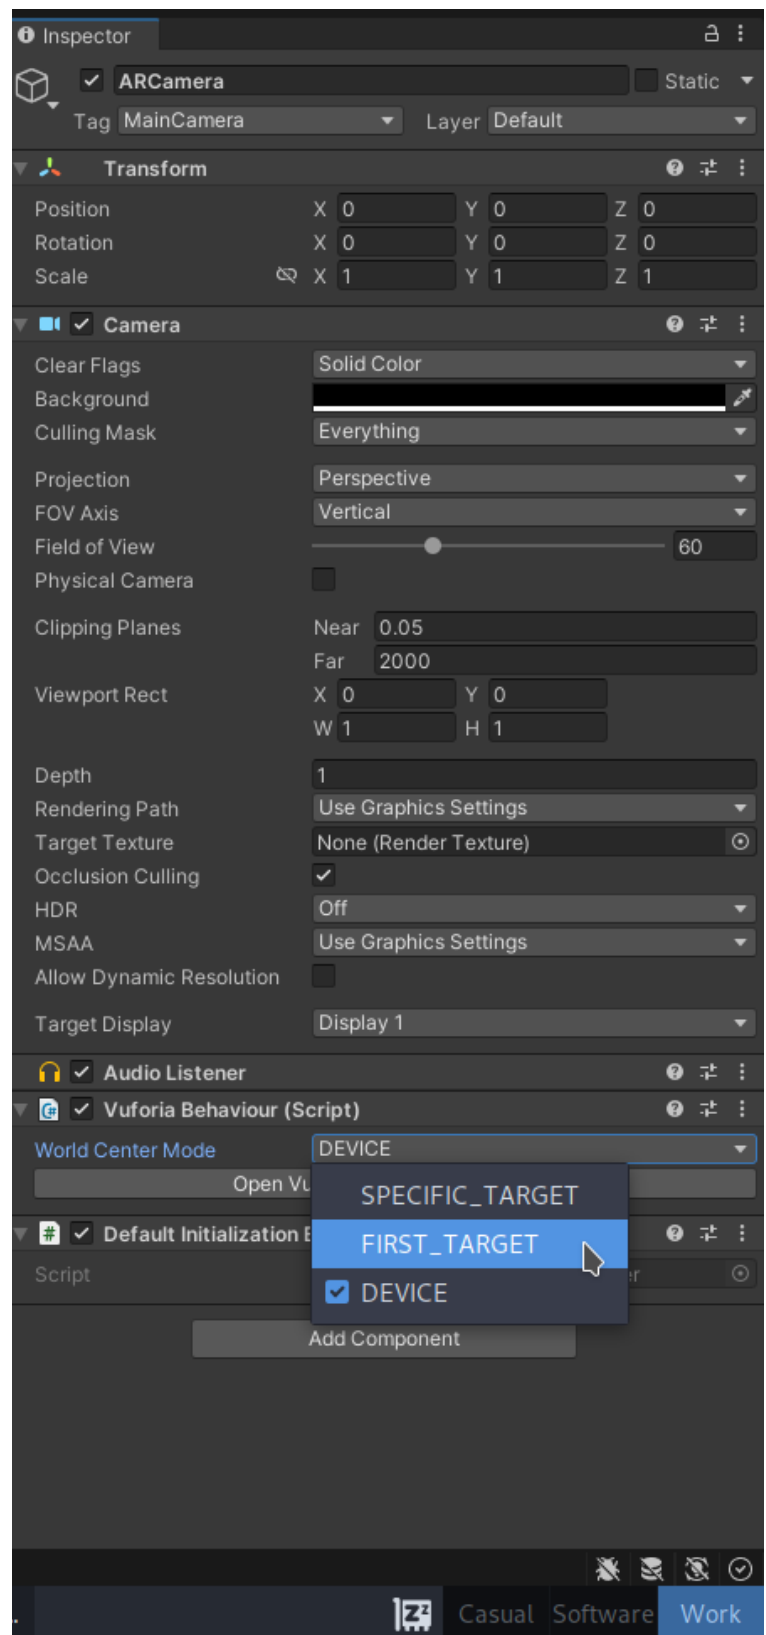 Inspector
ARCamera Static
Tag MainCamera Layer Default
Transform
Position X 0 Y 0 Z 0
Rotation X 0 Y 0 Z 0
Scale X 1 Y 1 Z 1
Camera
Clear Flags Solid Color
Background
Culling Mask Everything
Projection Perspective
FOV Axis Vertical
Field of View 60
Physical Camera
Clipping Planes Near 0.05
Far 2000
Viewport Rect X 0 Y 0
W 1 H 1
Depth 1
Rendering Path Use Graphics Settings
Target Texture None (Render Texture)
Occlusion Culling
HDR Off
MSAA Use Graphics Settings
Allow Dynamic Resolution
Target Display Display 1
Audio Listener
Vuforia Behaviour (Script)
World Center Mode DEVICE
Open Vu
SPECIFIC_TARGET
Default Initialization E
FIRST_TARGET
Script r
DEVICE
Add Component
.. zzz Casual Software Work